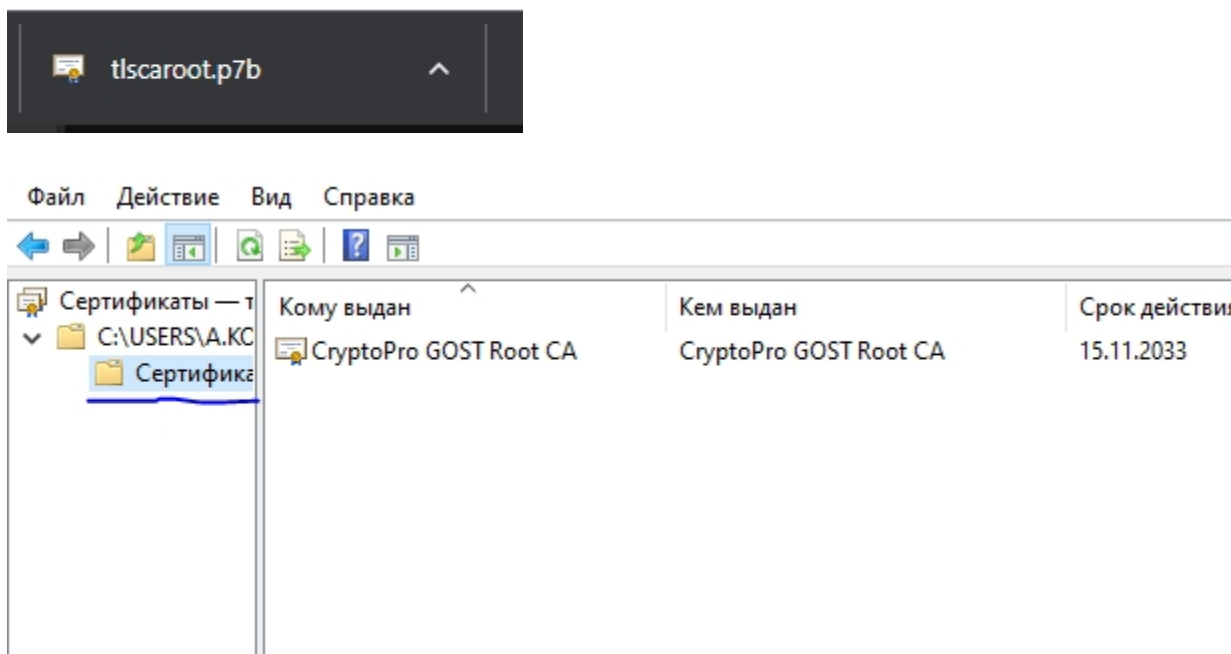 tlscaroot.p7b
Файл Действие Вид Справка
Сертификаты — т
Кому выдан Кем выдан Срок действия
C:\USERS\A.KO
CryptoPro GOST Root CA CryptoPro GOST Root CA 15.11.2033
Сертифика